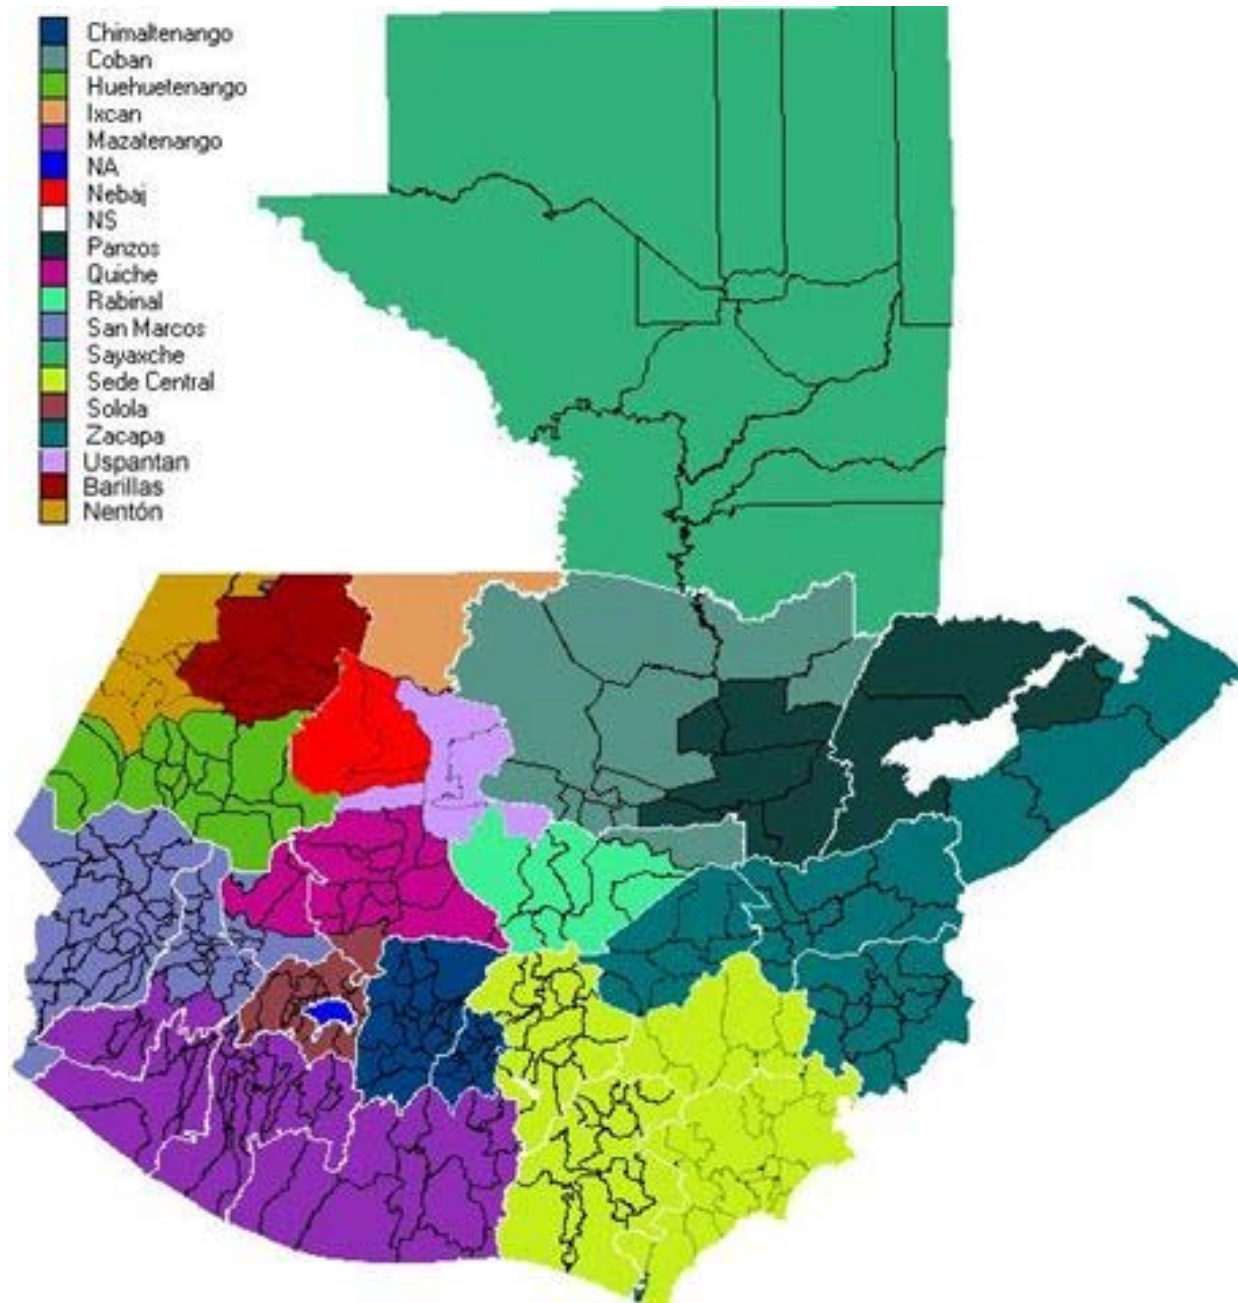 Chimaltenango
Coban
Huehuetenango
Ixcan
Mazatenango
NA
Nebaj
NS
Panzos
Quiche
Rabinal
San Marcos
Sayaxche
Sede Central
Solola
Zacapa
Uspantan
Barillas
Nentón